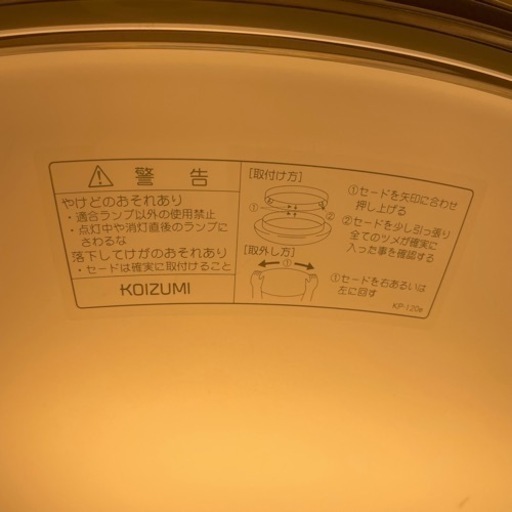 ⚠ 警告
やけどのおそれあり
・適合ランプ以外の使用禁止
・点灯中や消灯直後のランプに
さわるな
落下してけがのおそれあり
・セードは確実に取付けること
KOIZUMI
[取付け方]
① ②
①セードを矢印に合わせ
押し上げる
②セードを少し引っ張り
全てのツメが確実に
入った事を確認する
[取外し方]
①
①セードを右あるいは
左に回す